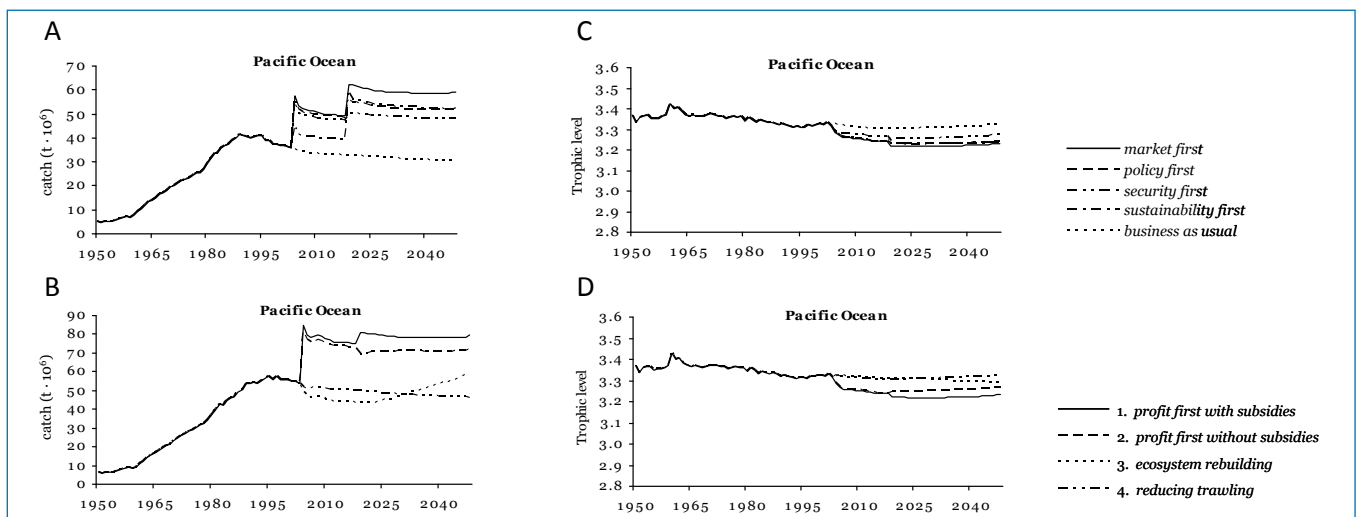 A
Pacific Ocean
catch (t · 10⁶)
70
60
50
40
30
20
10
0
1950 1965 1980 1995 2010 2025 2040
C
Pacific Ocean
Trophic level
3.6
3.5
3.4
3.3
3.2
3.1
3.0
2.9
2.8
1950 1965 1980 1995 2010 2025 2040
market first
policy first
security first
sustainability first
business as usual
B
Pacific Ocean
catch (t · 10⁶)
90
80
70
60
50
40
30
20
10
0
1950 1965 1980 1995 2010 2025 2040
D
Pacific Ocean
Trophic level
3.6
3.5
3.4
3.3
3.2
3.1
3.0
2.9
2.8
1950 1965 1980 1995 2010 2025 2040
1. profit first with subsidies
2. profit first without subsidies
3. ecosystem rebuilding
4. reducing trawling